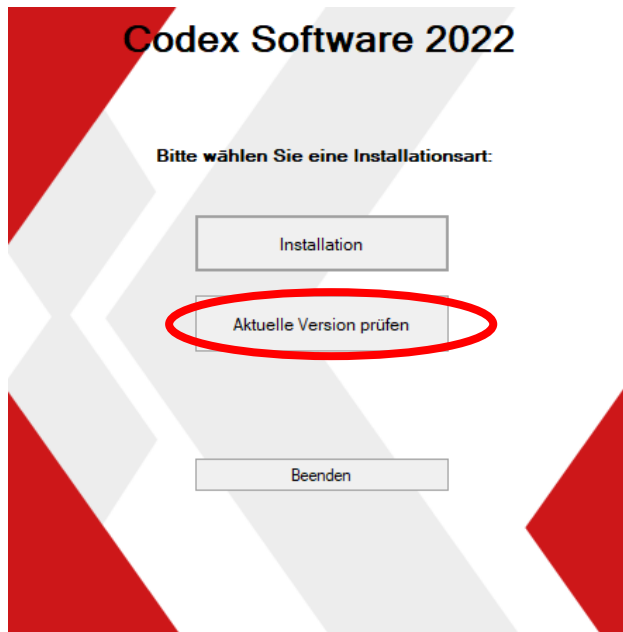 Codex Software 2022
Bitte wählen Sie eine Installationsart:
Installation
Aktuelle Version prüfen
Beenden